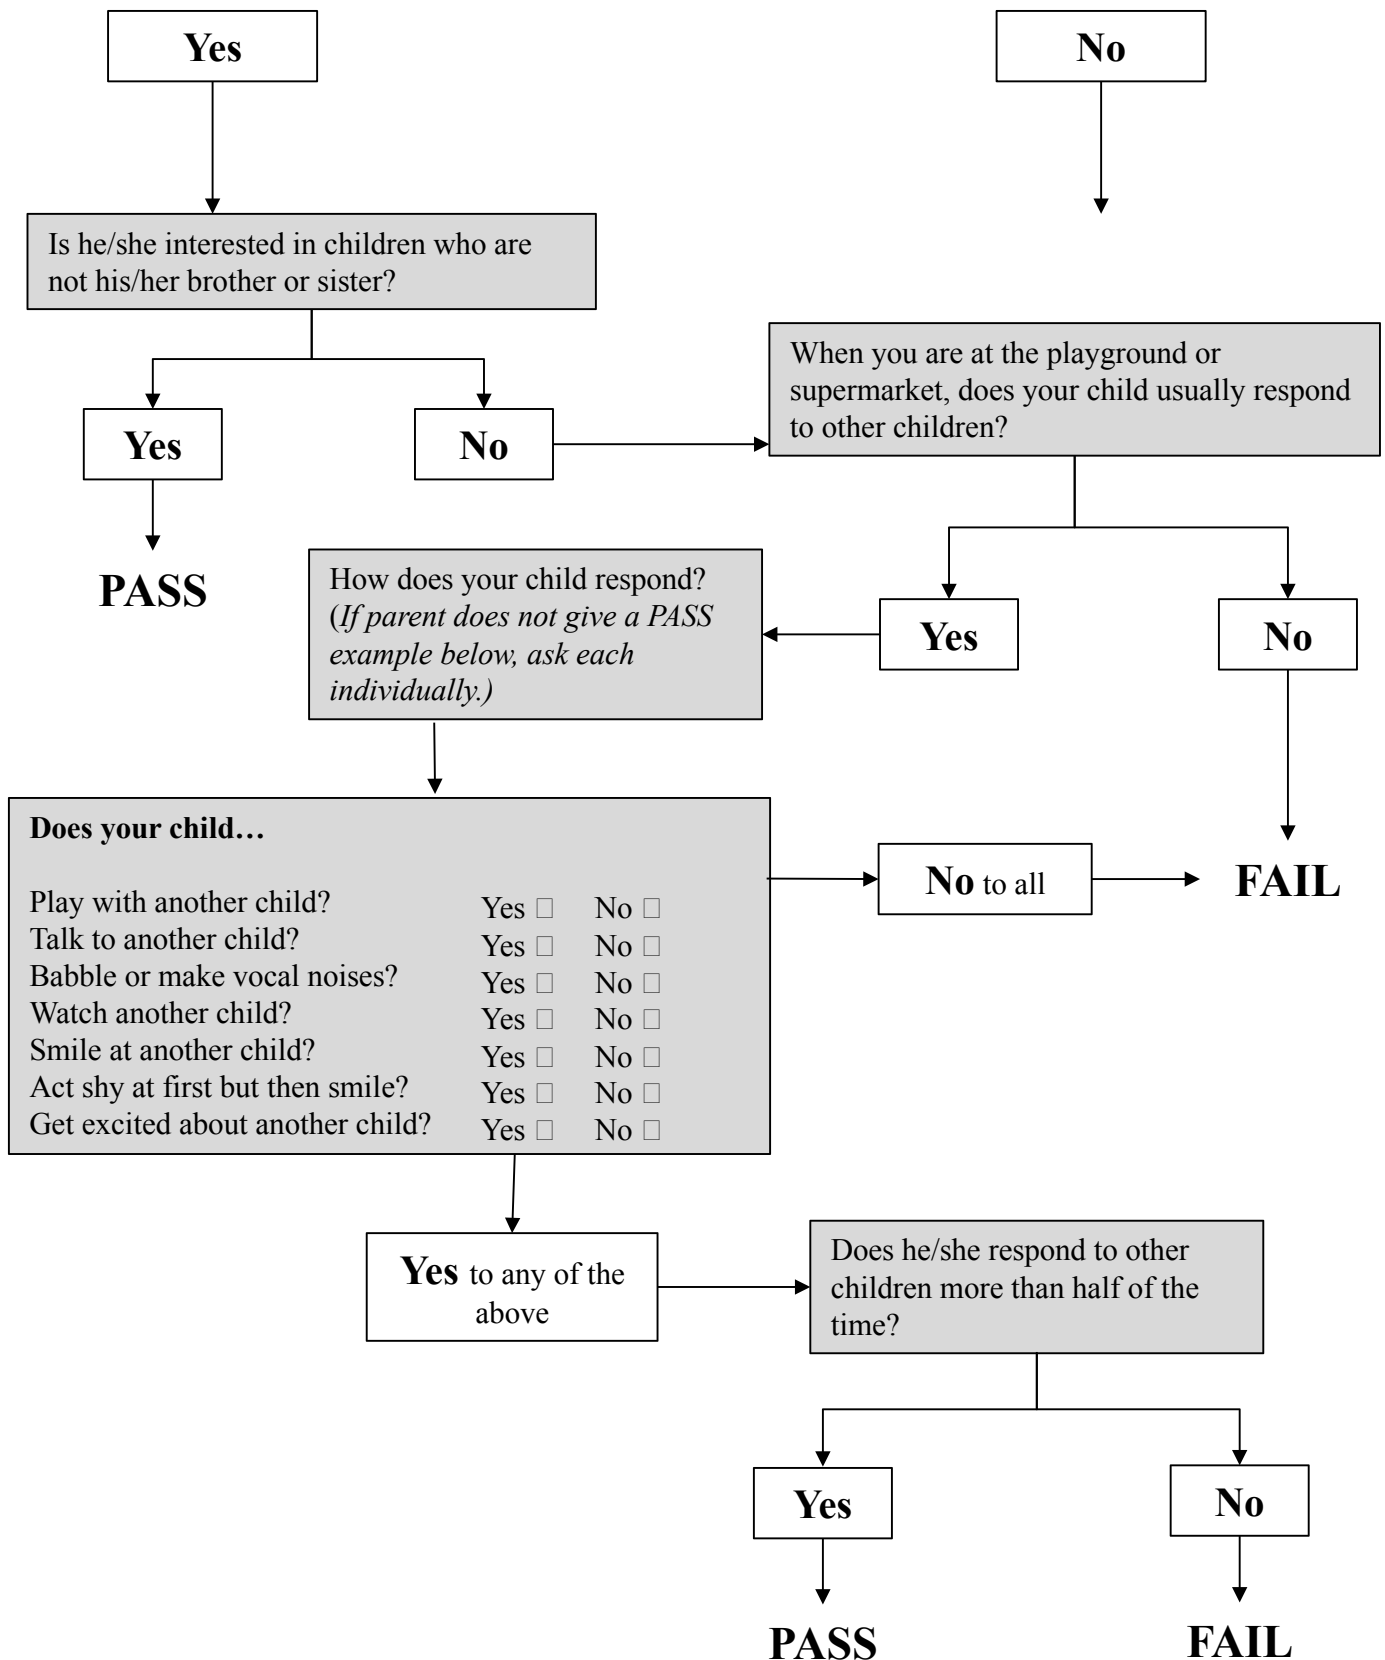 Yes
No
Is he/she interested in children who are
not his/her brother or sister?
When you are at the playground or
supermarket, does your child usually respond
to other children?
Yes
No
PASS
How does your child respond?
(If parent does not give a PASS
example below, ask each
individually.)
Yes
No
Does your child…
Play with another child? Yes □ No □
Talk to another child? Yes □ No □
Babble or make vocal noises? Yes □ No □
Watch another child? Yes □ No □
Smile at another child? Yes □ No □
Act shy at first but then smile? Yes □ No □
Get excited about another child? Yes □ No □
No to all
FAIL
Yes to any of the
above
Does he/she respond to other
children more than half of the
time?
Yes
No
PASS
FAIL